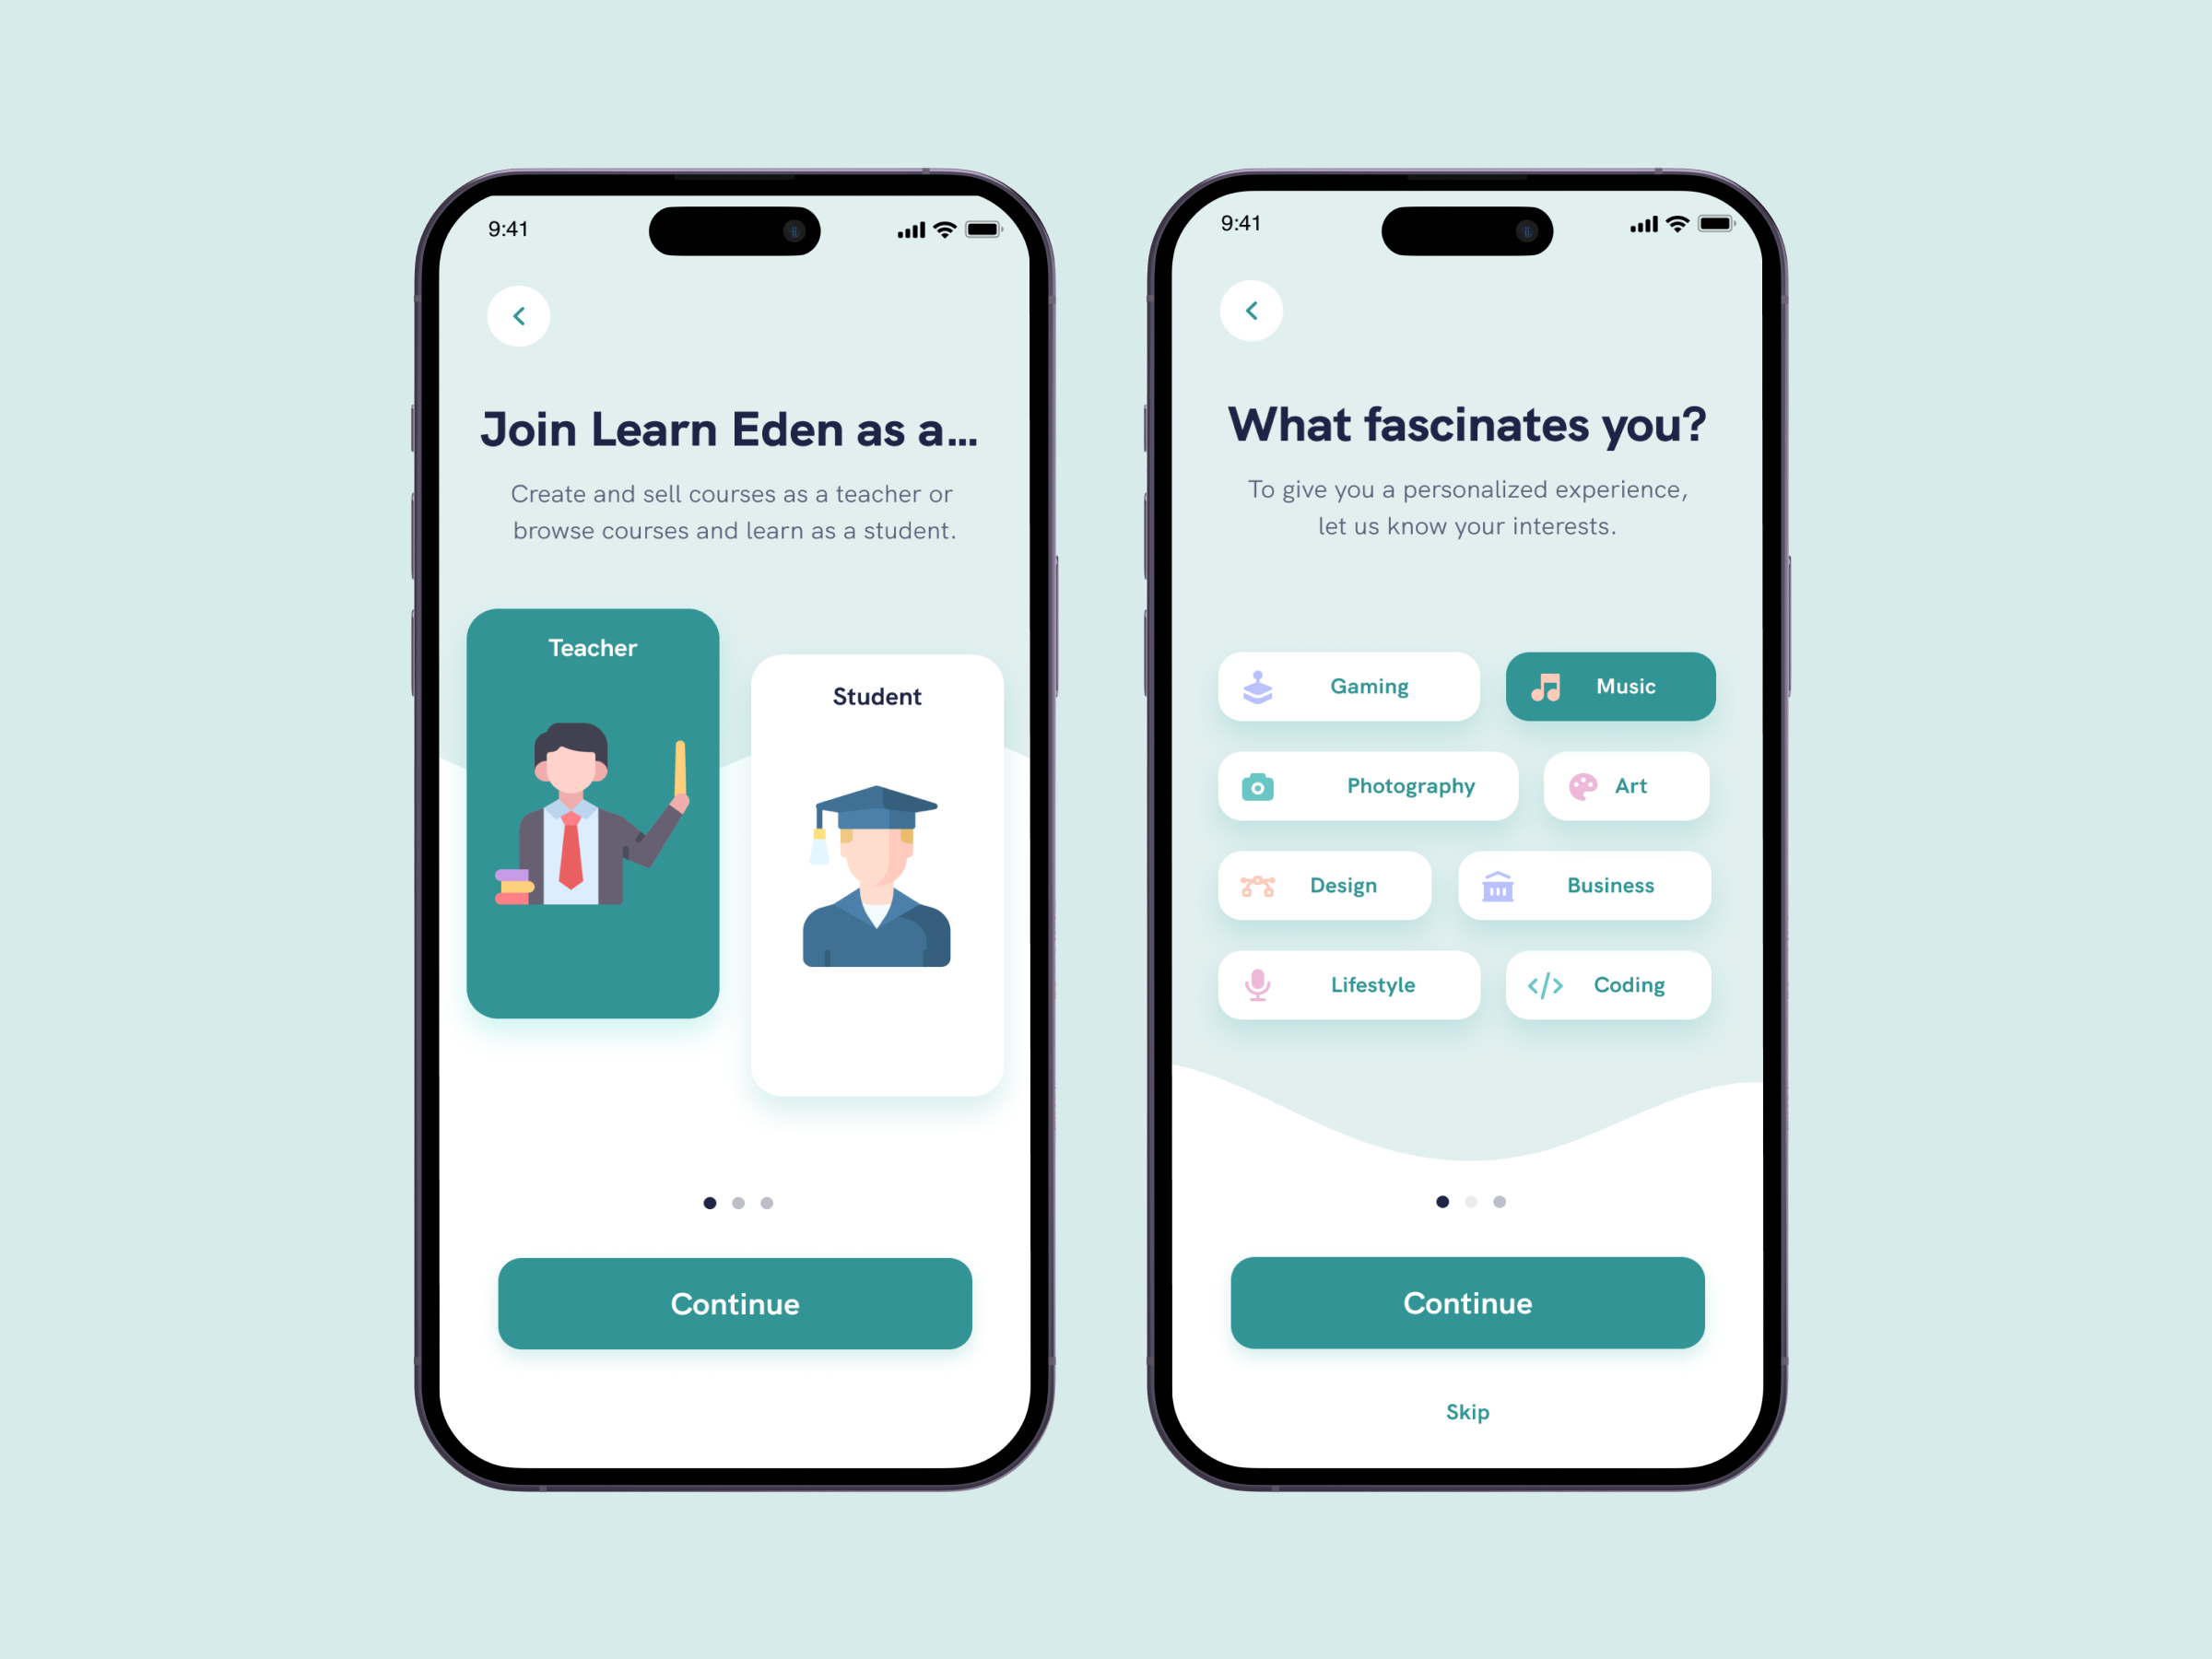 9:41
Join Learn Eden as a...
Create and sell courses as a teacher or
browse courses and learn as a student.
Teacher
Student
Continue
9:41
What fascinates you?
To give you a personalized experience,
let us know your interests.
Gaming
Music
Photography
Art
Design
Business
Lifestyle
Coding
Continue
Skip